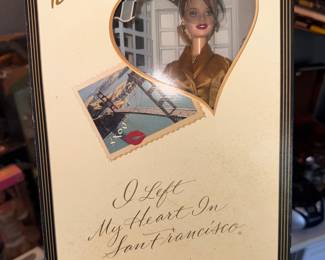 I Left
My Heart In
San Francisco®